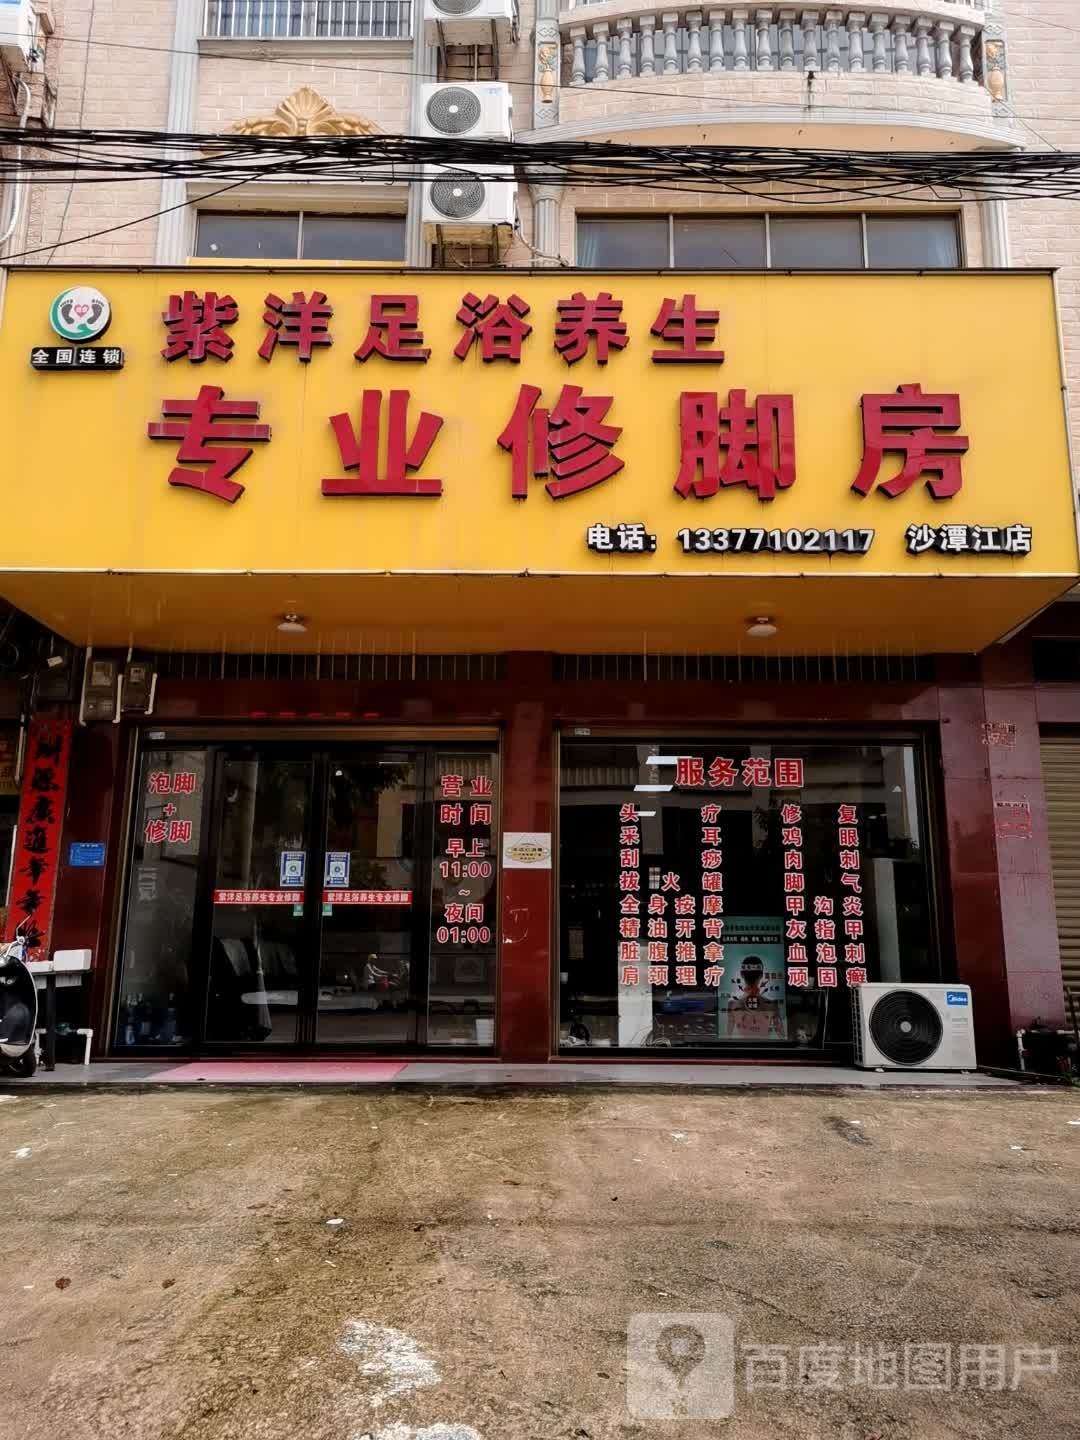 全国连锁
紫洋足浴养生
专业修脚房
电话：13377102117 沙潭江店
泡脚
+
修脚
营业
时间
早上
11:00
~
夜间
01:00
紫洋足浴养生专业修脚
紫洋足浴养生专业修脚
服务范围
头疗
采耳
刮痧
拔火罐
全身按摩
精油开背
脏腹推拿
肩颈理疗
修复
鸡眼
肉刺
脚气
甲沟炎
灰指甲
血泡刺
顽固癣
Midea
百度地图用户